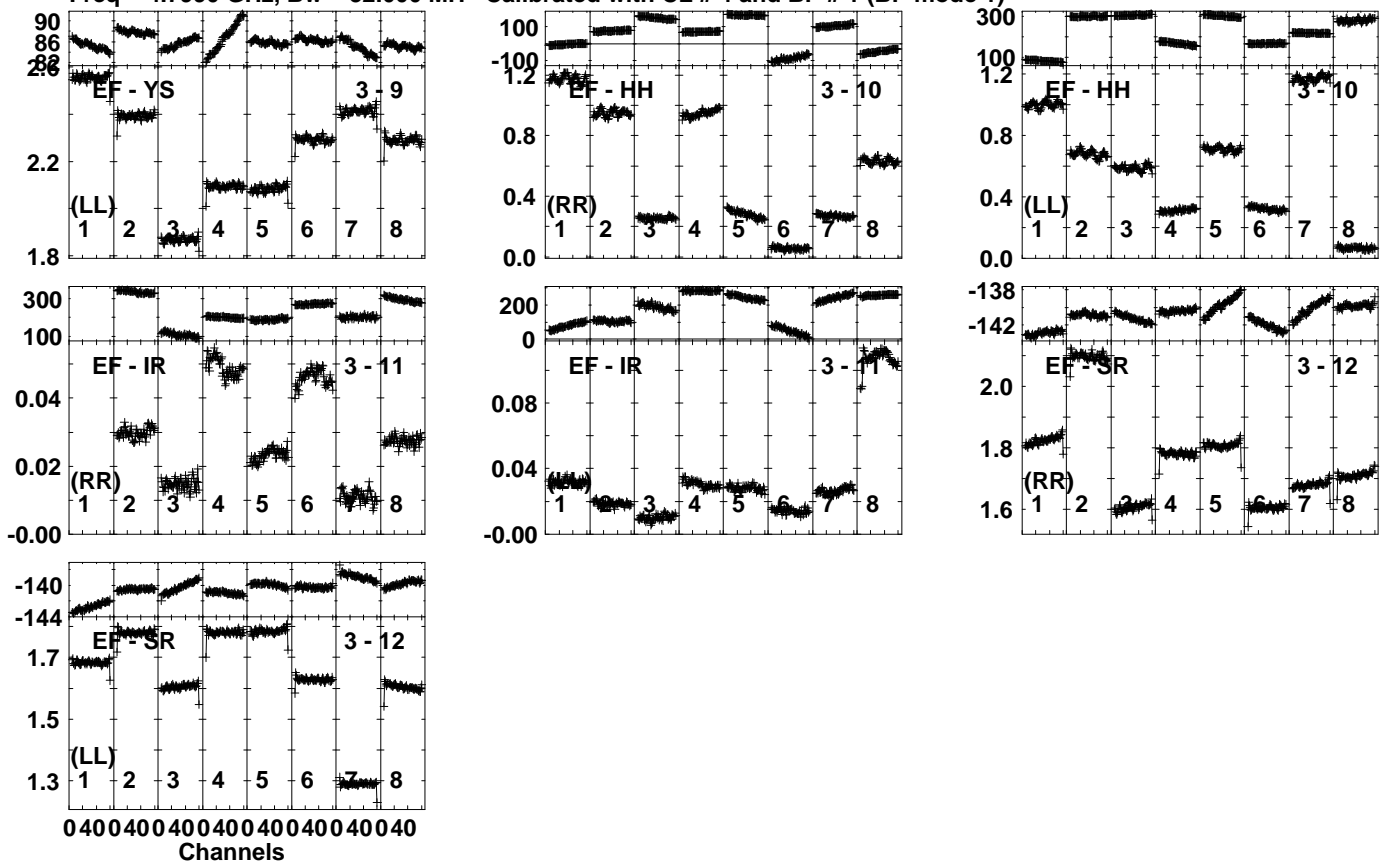 90
86
82
2.6
EF - YS 3 - 9
2.2
(LL)
1 2 3 4 5 6 7 8
1.8
100
-100
1.2
EF - HH 3 - 10
0.8
0.4
(RR)
1 2 3 4 5 6 7 8
0.0
300
100
1.2
EF - HH 3 - 10
0.8
0.4
(LL)
1 2 3 4 5 6 7 8
0.0
300
100
EF - IR 3 - 11
0.04
0.02
(RR)
1 2 3 4 5 6 7 8
-0.00
200
0
EF - IR 3 - 11
0.08
0.04
(LL)
1 2 3 4 5 6 7 8
-0.00
-138
-142
EF - SR 3 - 12
2.0
1.8
(RR)
1 2 3 4 5 6 7 8
1.6
-140
-144
EF - SR 3 - 12
1.7
1.5
(LL)
1 2 3 4 5 6 7 8
1.3
0 40 0 40 0 40 0 40 0 40 0 40 0 40 0 40
Channels